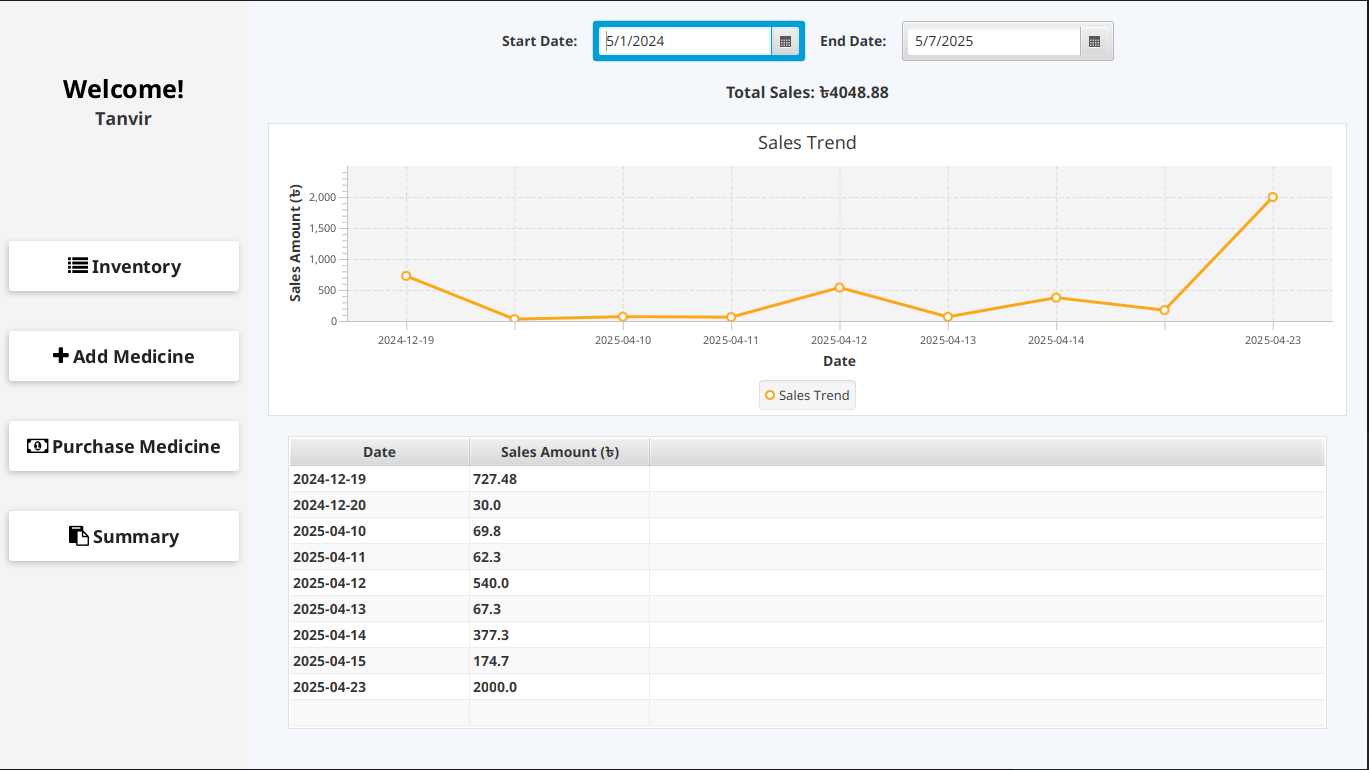 Welcome!
Tanvir
Inventory
Add Medicine
Purchase Medicine
Summary
Start Date: 5/1/2024 End Date: 5/7/2025
Total Sales: ৳4048.88
Sales Trend
Sales Amount (৳)
2,000
1,500
1,000
500
0
2024-12-19 2025-04-10 2025-04-11 2025-04-12 2025-04-13 2025-04-14 2025-04-23
Date
Sales Trend
Date Sales Amount (৳)
2024-12-19 727.48
2024-12-20 30.0
2025-04-10 69.8
2025-04-11 62.3
2025-04-12 540.0
2025-04-13 67.3
2025-04-14 377.3
2025-04-15 174.7
2025-04-23 2000.0